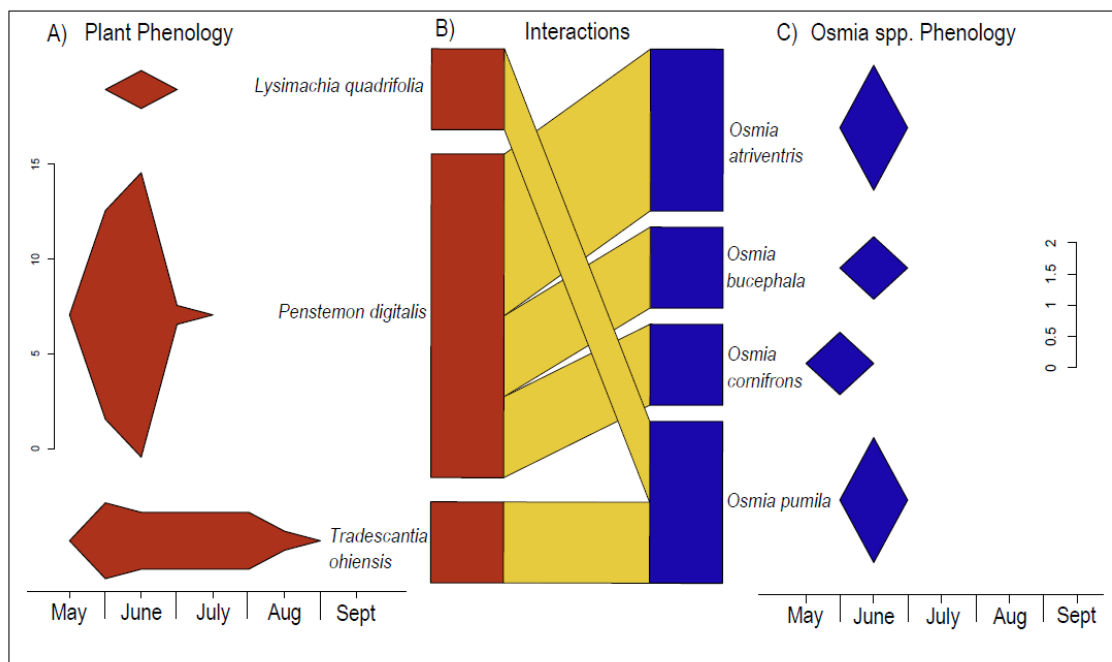 A) Plant Phenology
B) Interactions
C) Osmia spp. Phenology
Lysimachia quadrifolia
Penstemon digitalis
Tradescantia
ohiensis
15
10
5
0
May
June
July
Aug
Sept
Osmia
atriventris
Osmia
bucephala
Osmia
cornifrons
Osmia pumila
2
1.5
1
0.5
0
May
June
July
Aug
Sept